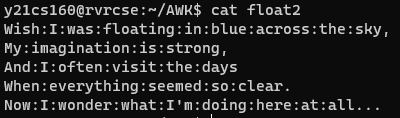 y21cs160@rvrcse:~/AWK$ cat float2
Wish:I:was:floating:in:blue:across:the:sky,
My:imagination:is:strong,
And:I:often:visit:the:days
When:everything:seemed:so:clear.
Now:I:wonder:what:I'm:doing:here:at:all...